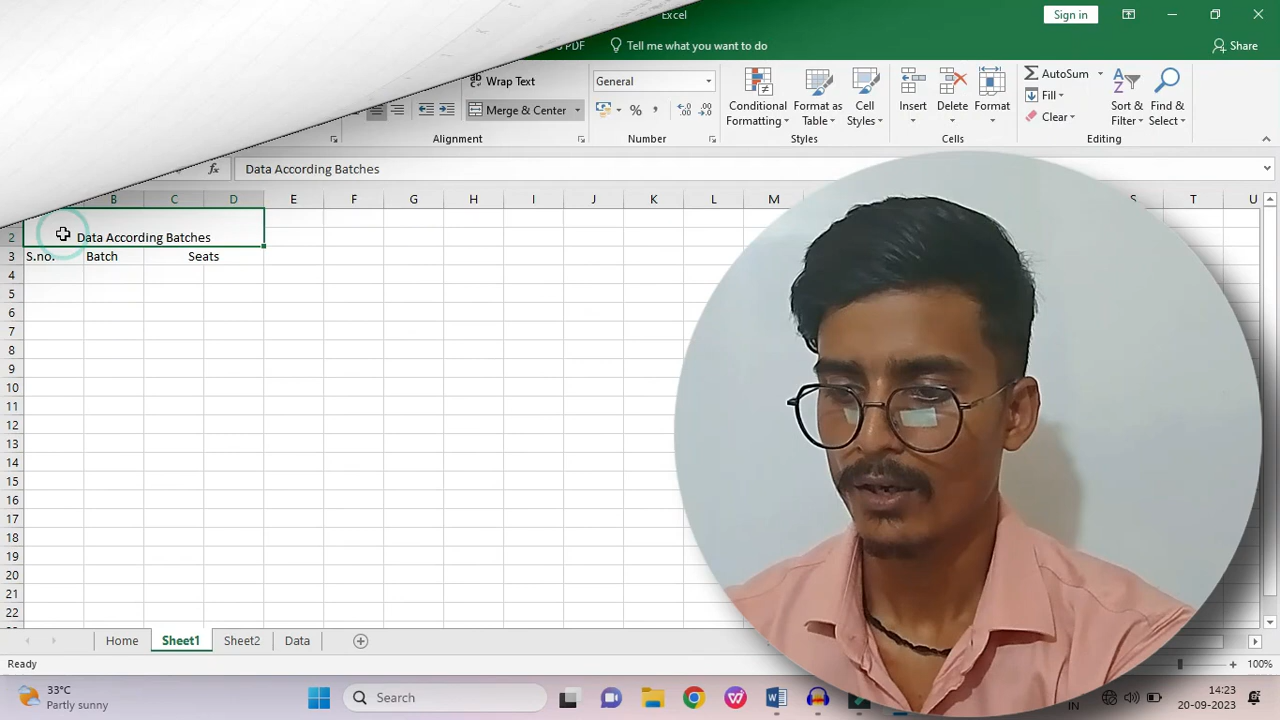 Excel
Sign in
PDF
Tell me what you want to do
Share
Wrap Text
General
Merge & Center
Conditional
Formatting
Format as
Table
Cell
Styles
Insert
Delete
Format
AutoSum
Fill
Clear
Sort &
Filter
Find &
Select
Alignment
Number
Styles
Cells
Editing
fx
Data According Batches
B
C
D
E
F
G
H
I
J
K
L
M
S
T
U
2
Data According Batches
3
S.no.
Batch
Seats
4
5
6
7
8
9
10
11
12
13
14
15
16
17
18
19
20
21
22
Home
Sheet1
Sheet2
Data
Ready
100%
33°C
Partly sunny
Search
IN
14:23
20-09-2023